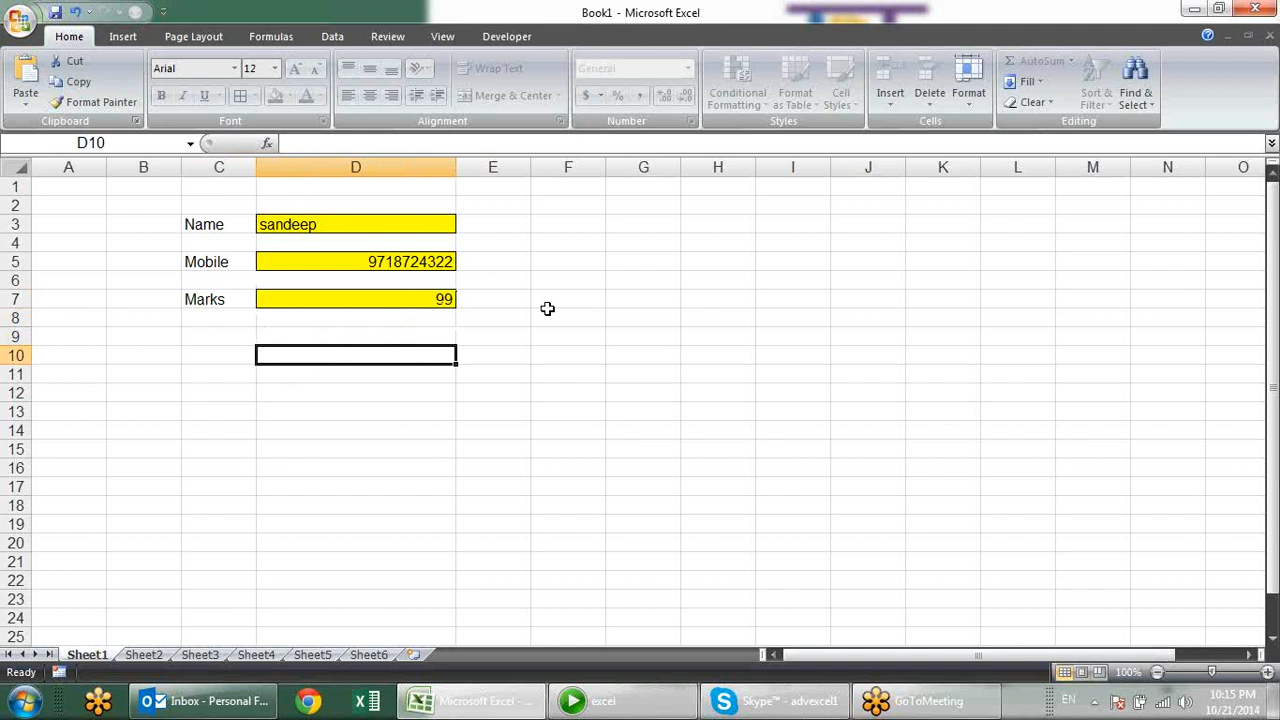 Book1 - Microsoft Excel
Home Insert Page Layout Formulas Data Review View Developer
Paste
Cut
Copy
Format Painter
Clipboard
Arial 12
B I U
Font
Wrap Text
Merge & Center
Alignment
General
$ % ,
Number
Conditional Formatting
Format as Table
Cell Styles
Styles
Insert
Delete
Format
Cells
Σ AutoSum
Fill
Clear
Sort & Filter
Find & Select
Editing
D10
fx
A B C D E F G H I J K L M N O
1
2
3 Name sandeep
4
5 Mobile 9718724322
6
7 Marks 99
8
9
10
11
12
13
14
15
16
17
18
19
20
21
22
23
24
25
Sheet1 Sheet2 Sheet3 Sheet4 Sheet5 Sheet6
Ready
100%
Inbox - Personal F...
Microsoft Excel - ...
excel
Skype™ - advexcel1
GoToMeeting
EN
10:15 PM
10/21/2014